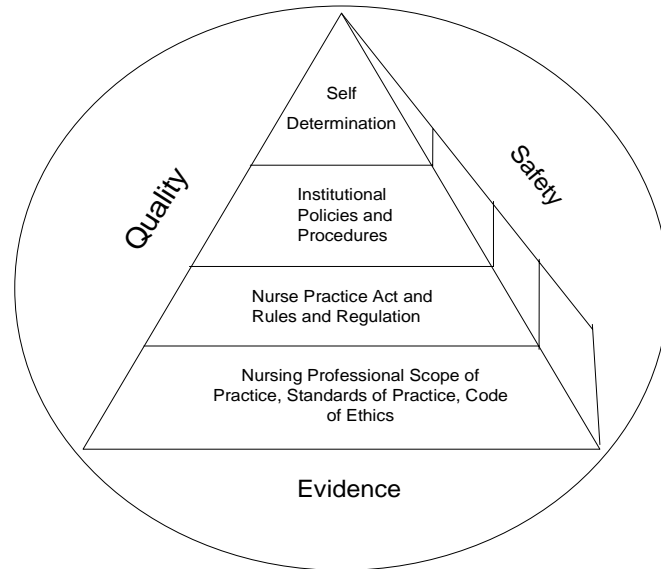 Self
Determination
Quality
Safety
Institutional
Policies and
Procedures
Nurse Practice Act and
Rules and Regulation
Nursing Professional Scope of
Practice, Standards of Practice, Code
of Ethics
Evidence